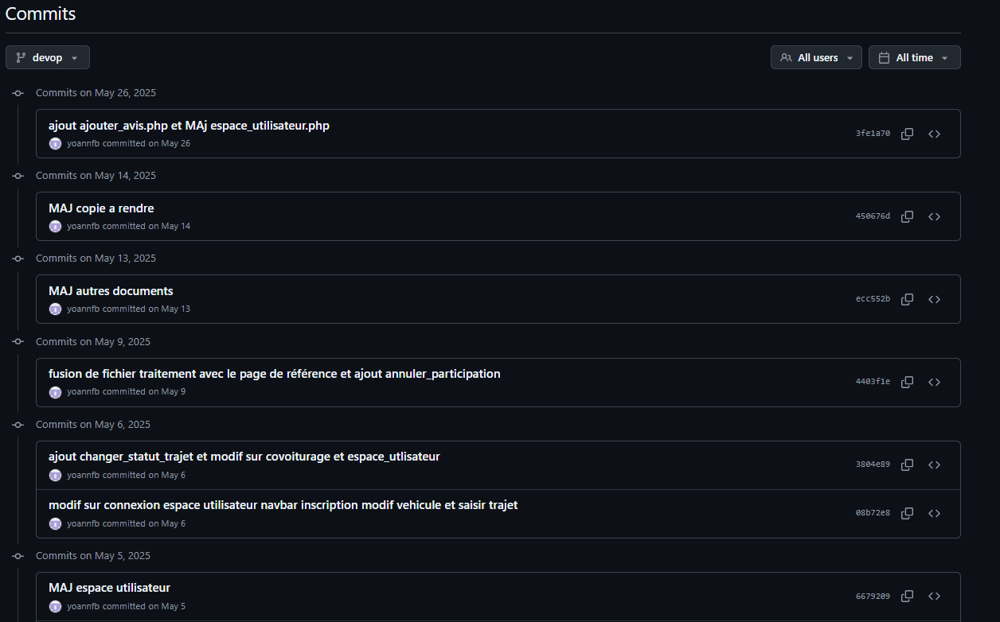 Commits
devop
All users
All time
Commits on May 26, 2025
ajout ajouter_avis.php et MAj espace_utilisateur.php
3fe1a70
yoannfb committed on May 26
Commits on May 14, 2025
MAJ copie a rendre
450676d
yoannfb committed on May 14
Commits on May 13, 2025
MAJ autres documents
ecc552b
yoannfb committed on May 13
Commits on May 9, 2025
fusion de fichier traitement avec le page de référence et ajout annuler_participation
4403f1e
yoannfb committed on May 9
Commits on May 6, 2025
ajout changer_statut_trajet et modif sur covoiturage et espace_utlisateur
3804e89
yoannfb committed on May 6
modif sur connexion espace utilisateur navbar inscription modif vehicule et saisir trajet
08b72e8
yoannfb committed on May 6
Commits on May 5, 2025
MAJ espace utilisateur
6679209
yoannfb committed on May 5